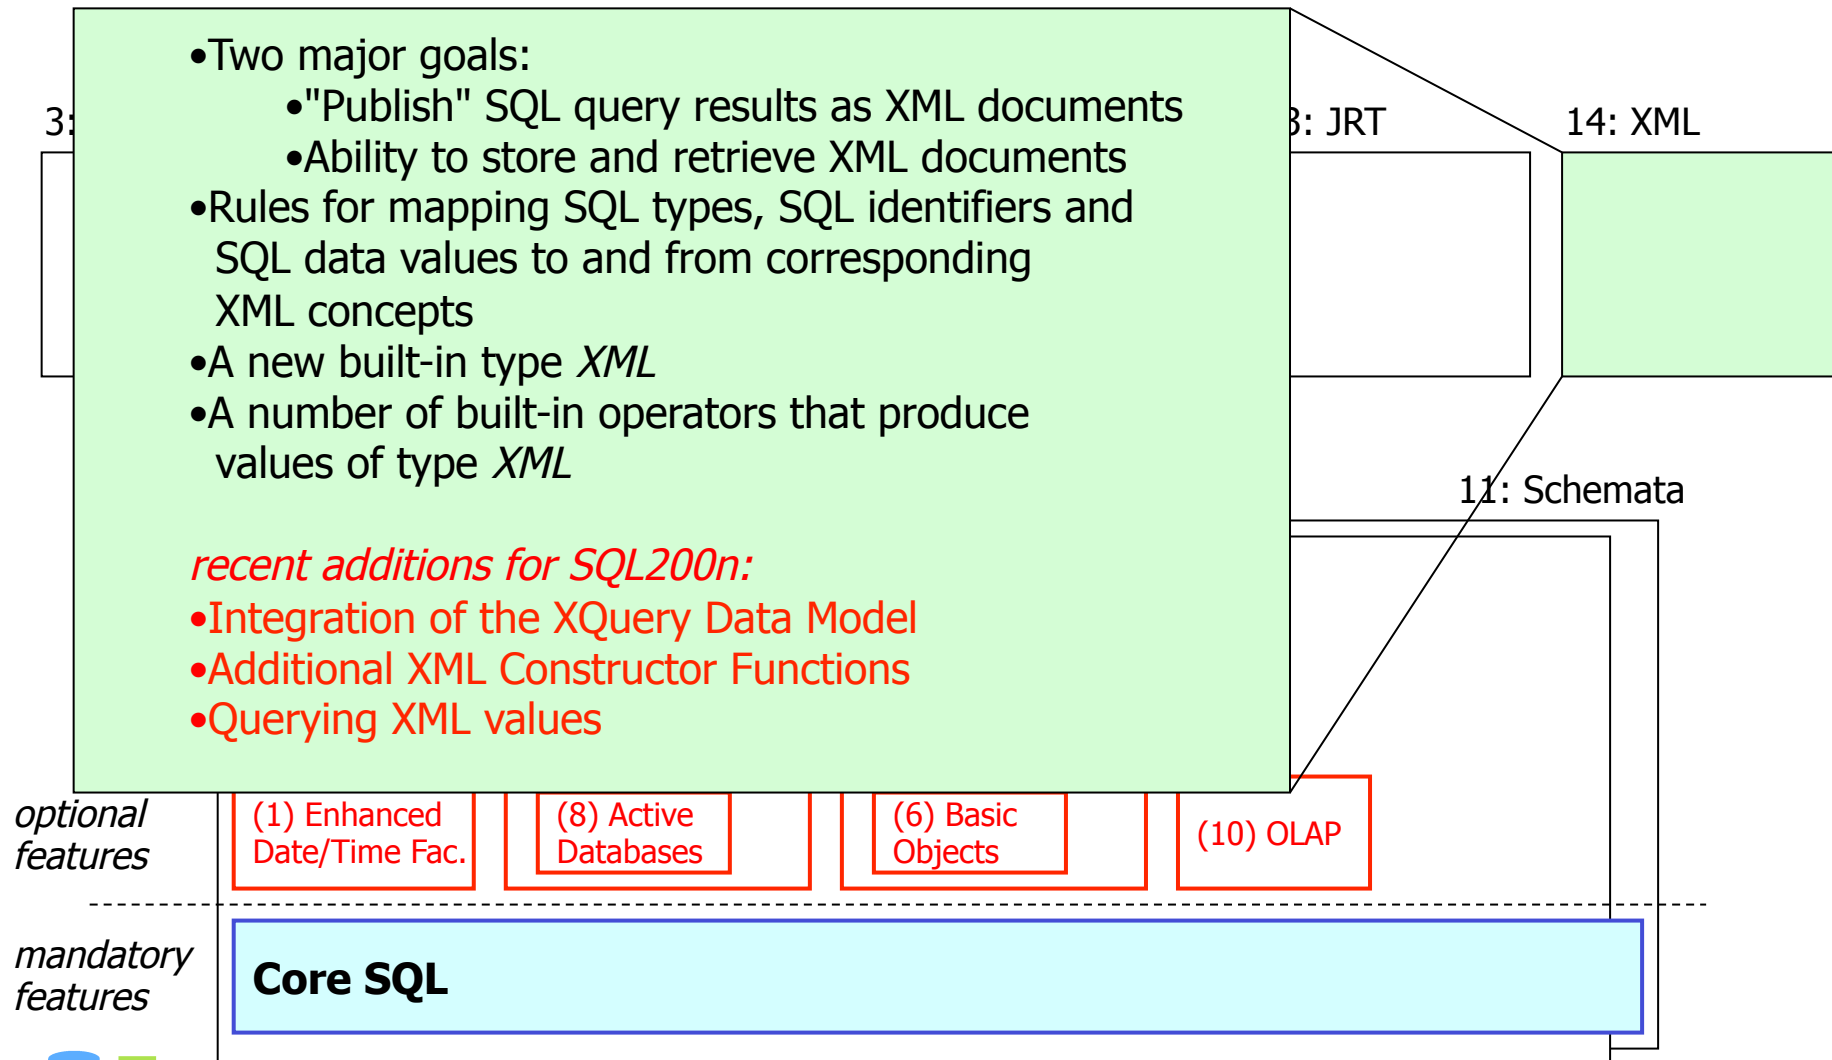 •Two major goals:
•"Publish" SQL query results as XML documents
3:
: JRT
14: XML
•Ability to store and retrieve XML documents
•Rules for mapping SQL types, SQL identifiers and
SQL data values to and from corresponding
XML concepts
•A new built-in type XML
•A number of built-in operators that produce
values of type XML
11: Schemata
recent additions for SQL200n:
•Integration of the XQuery Data Model
•Additional XML Constructor Functions
•Querying XML values
optional
features
(1) Enhanced
Date/Time Fac.
(8) Active
Databases
(6) Basic
Objects
(10) OLAP
mandatory
features
Core SQL